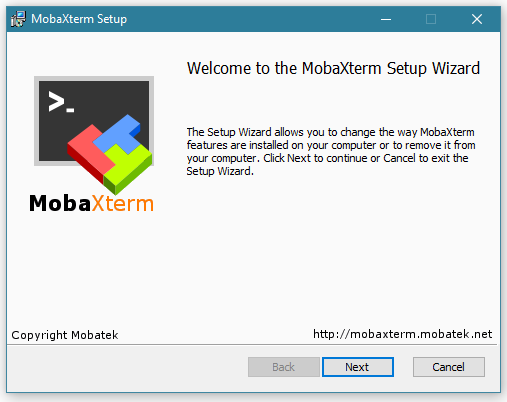 MobaXterm Setup
Welcome to the MobaXterm Setup Wizard
>_
The Setup Wizard allows you to change the way MobaXterm
features are installed on your computer or to remove it from
your computer. Click Next to continue or Cancel to exit the
Setup Wizard.
MobaXterm
Copyright Mobatek
http://mobaxterm.mobatek.net
Back
Next
Cancel